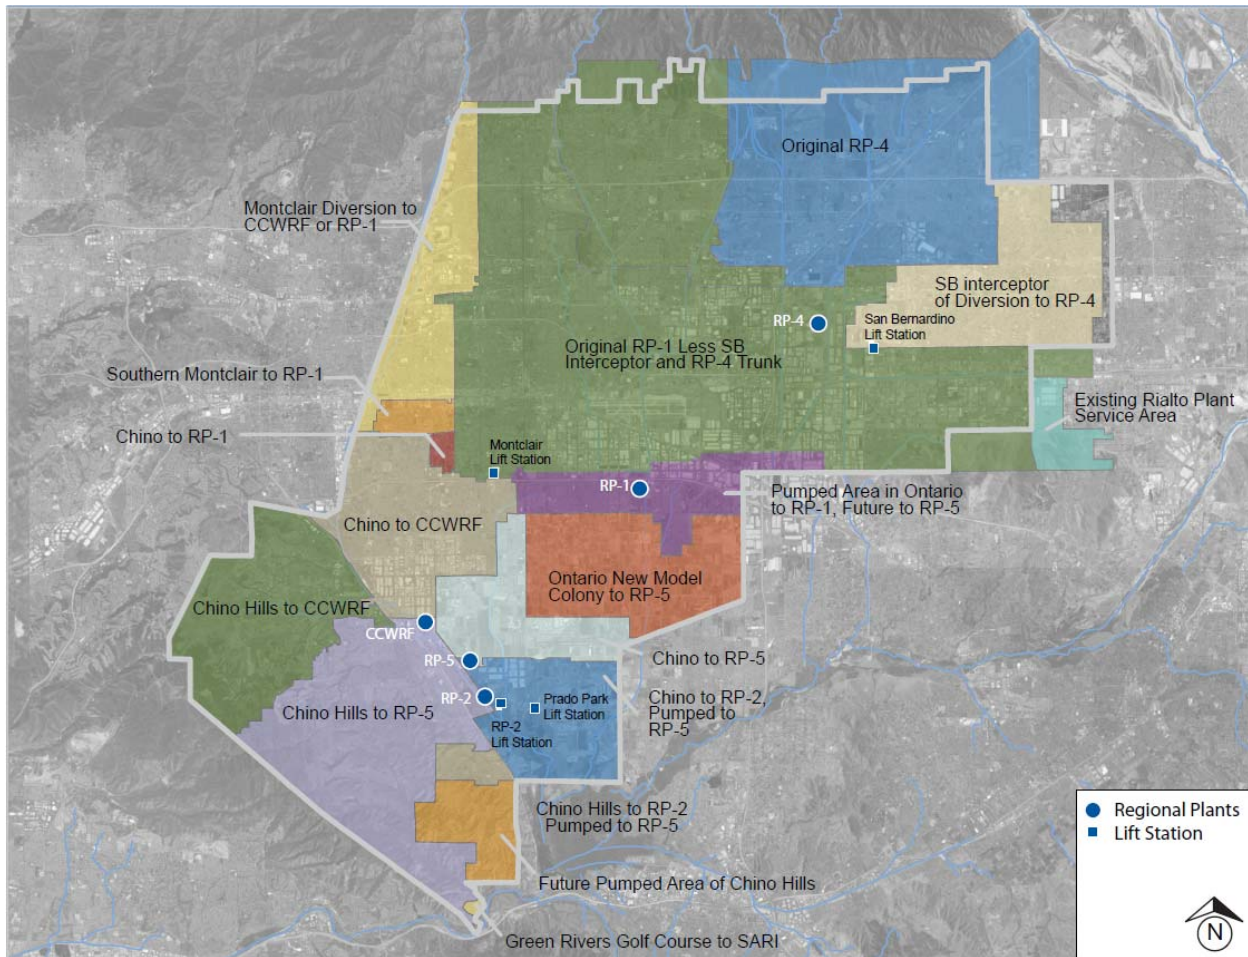 Original RP-4
Montclair Diversion to
CCWRF or RP-1
SB interceptor
of Diversion to RP-4
RP-4
San Bernardino
Lift Station
Original RP-1 Less SB
Interceptor and RP-4 Trunk
Southern Montclair to RP-1
Existing Rialto Plant
Service Area
Chino to RP-1
Montclair
Lift Station
RP-1
Pumped Area in Ontario
to RP-1, Future to RP-5
Chino to CCWRF
Ontario New Model
Colony to RP-5
Chino Hills to CCWRF
CCWRF
RP-5
Chino to RP-5
RP-2
Prado Park
Lift Station
Chino to RP-2,
Pumped to
RP-5
Chino Hills to RP-5
RP-2
Lift Station
Chino Hills to RP-2
Pumped to RP-5
Regional Plants
Lift Station
Future Pumped Area of Chino Hills
Green Rivers Golf Course to SARI
N